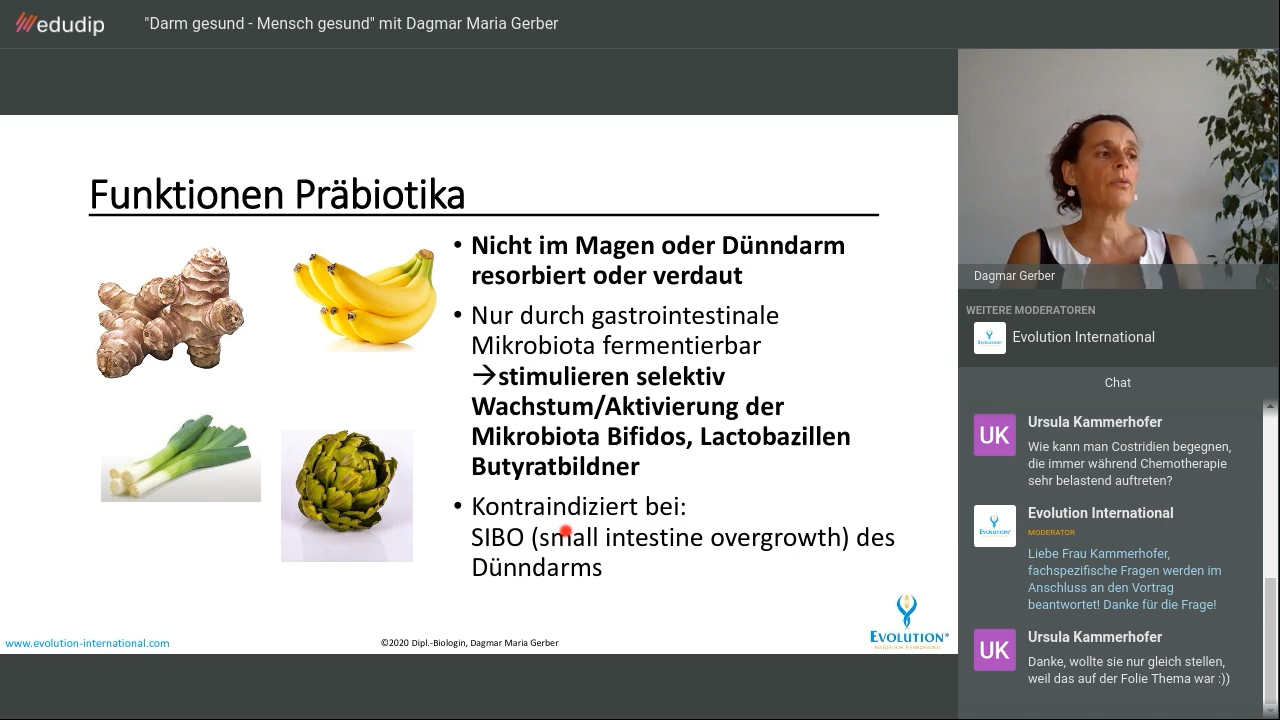 edudip
"Darm gesund - Mensch gesund" mit Dagmar Maria Gerber
Funktionen Präbiotika
• Nicht im Magen oder Dünndarm
resorbiert oder verdaut
• Nur durch gastrointestinale
Mikrobiota fermentierbar
→stimulieren selektiv
Wachstum/Aktivierung der
Mikrobiota Bifidos, Lactobazillen
Butyratbildner
• Kontraindiziert bei:
SIBO (small intestine overgrowth) des
Dünndarms
www.evolution-international.com
©2020 Dipl.-Biologin, Dagmar Maria Gerber
EVOLUTION®
Dagmar Gerber
WEITERE MODERATOREN
Evolution International
Chat
UK
Ursula Kammerhofer
Wie kann man Costridien begegnen,
die immer während Chemotherapie
sehr belastend auftreten?
Evolution International
MODERATOR
Liebe Frau Kammerhofer,
fachspezifische Fragen werden im
Anschluss an den Vortrag
beantwortet! Danke für die Frage!
UK
Ursula Kammerhofer
Danke, wollte sie nur gleich stellen,
weil das auf der Folie Thema war :))